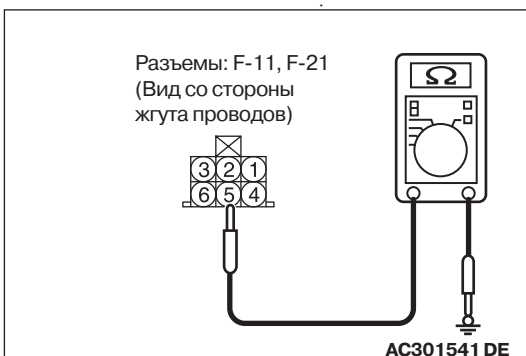 Разъемы: F-11, F-21
(Вид со стороны
жгута проводов)
Ω
3 2 1
6 5 4
AC301541 DE